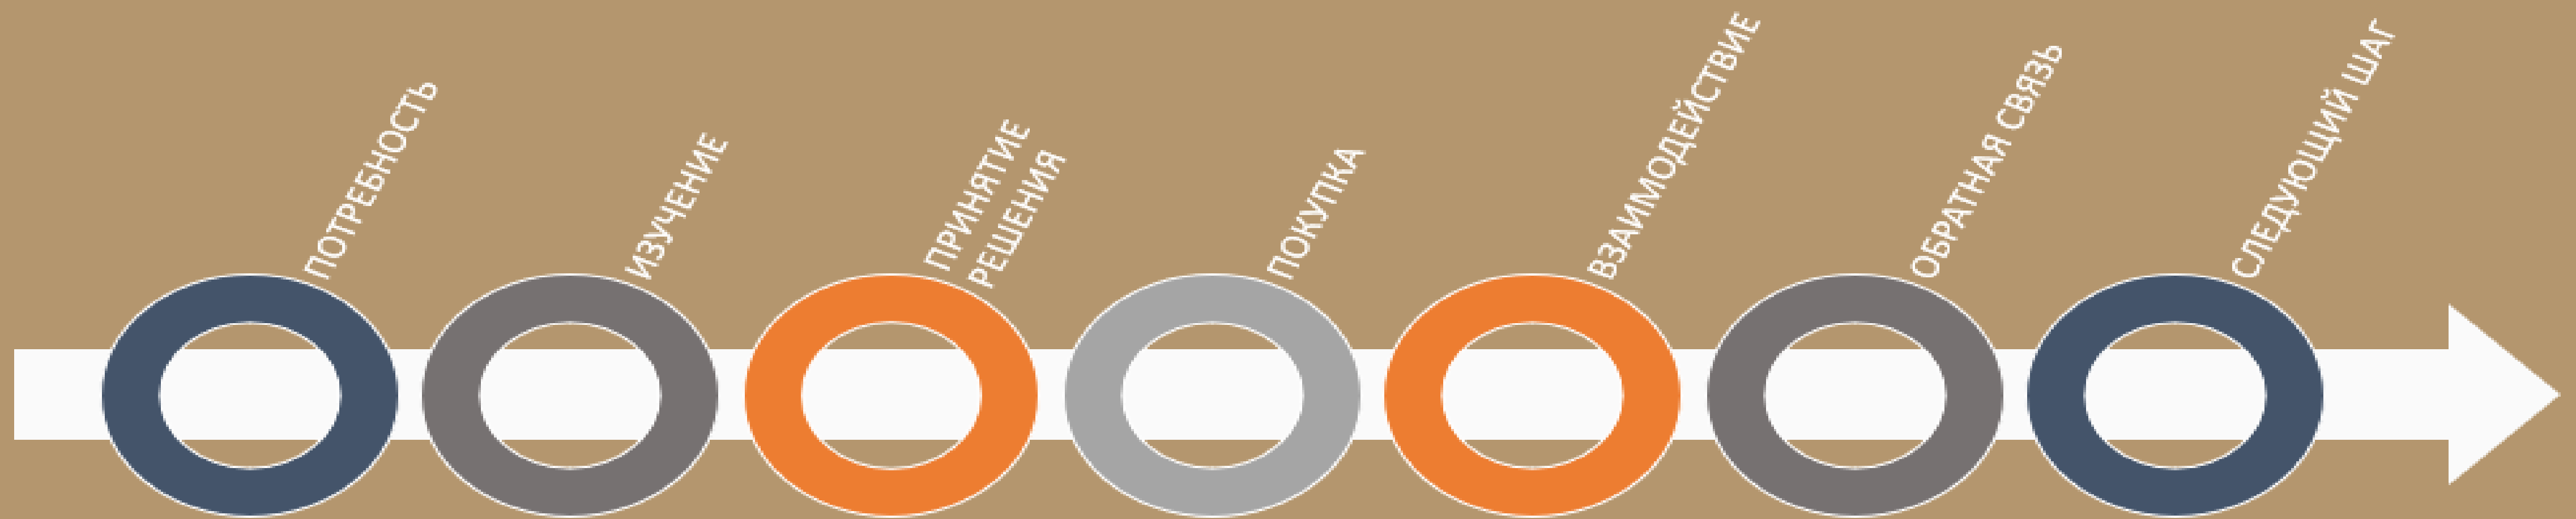 ПОТРЕБНОСТЬ
ИЗУЧЕНИЕ
ПРИНЯТИЕ
РЕШЕНИЯ
ПОКУПКА
ВЗАИМОДЕЙСТВИЕ
ОБРАТНАЯ СВЯЗЬ
СЛЕДУЮЩИЙ ШАГ